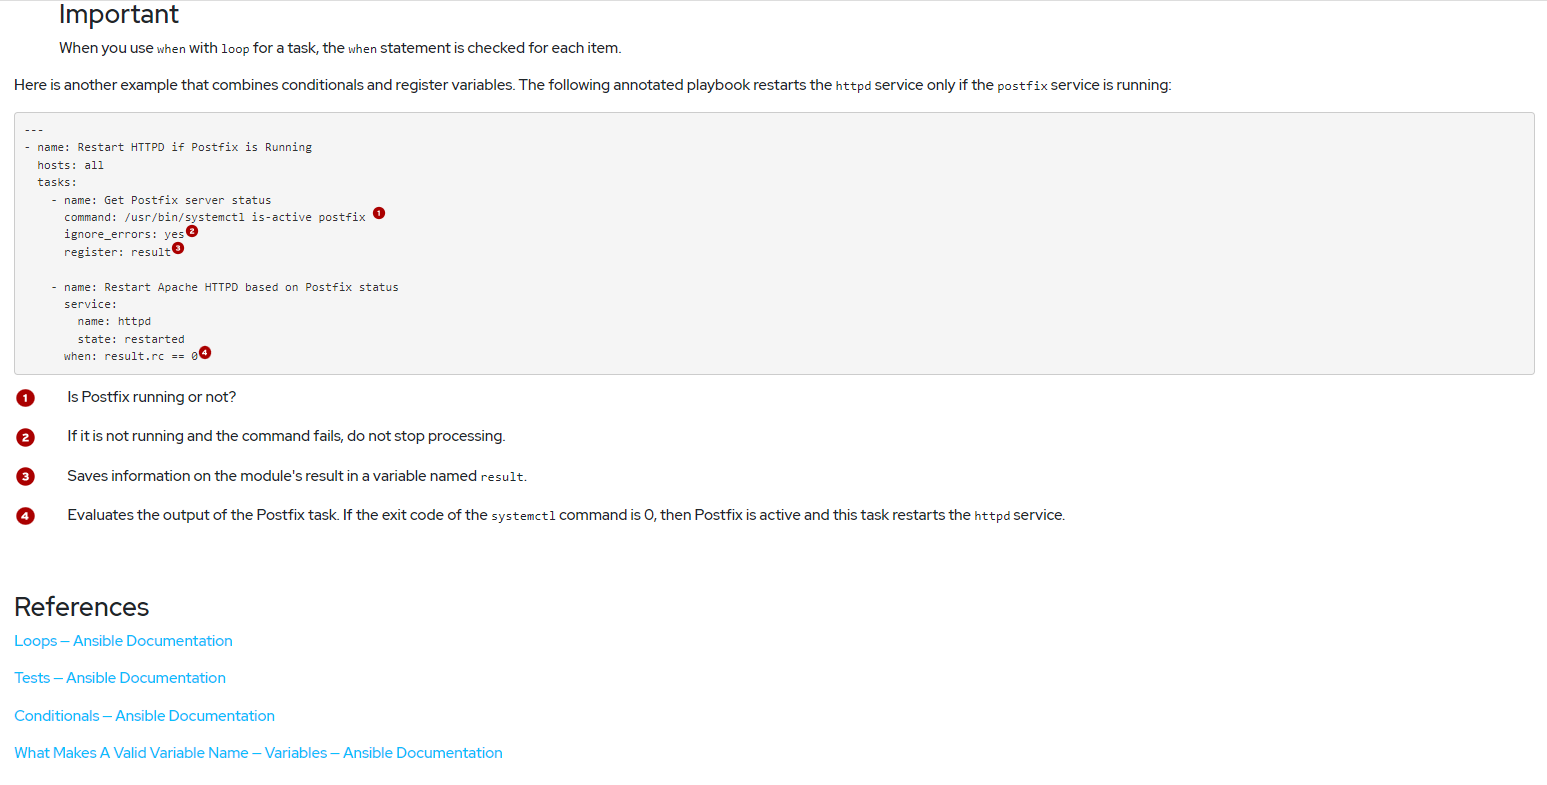 Important
When you use when with loop for a task, the when statement is checked for each item.
Here is another example that combines conditionals and register variables. The following annotated playbook restarts the httpd service only if the postfix service is running:
---
- name: Restart HTTPD if Postfix is Running
  hosts: all
  tasks:
    - name: Get Postfix server status
      command: /usr/bin/systemctl is-active postfix 1
      ignore_errors: yes 2
      register: result 3
    - name: Restart Apache HTTPD based on Postfix status
      service:
        name: httpd
        state: restarted
      when: result.rc == 0 4
1 Is Postfix running or not?
2 If it is not running and the command fails, do not stop processing.
3 Saves information on the module's result in a variable named result.
4 Evaluates the output of the Postfix task. If the exit code of the systemctl command is 0, then Postfix is active and this task restarts the httpd service.
References
Loops – Ansible Documentation
Tests – Ansible Documentation
Conditionals – Ansible Documentation
What Makes A Valid Variable Name – Variables – Ansible Documentation